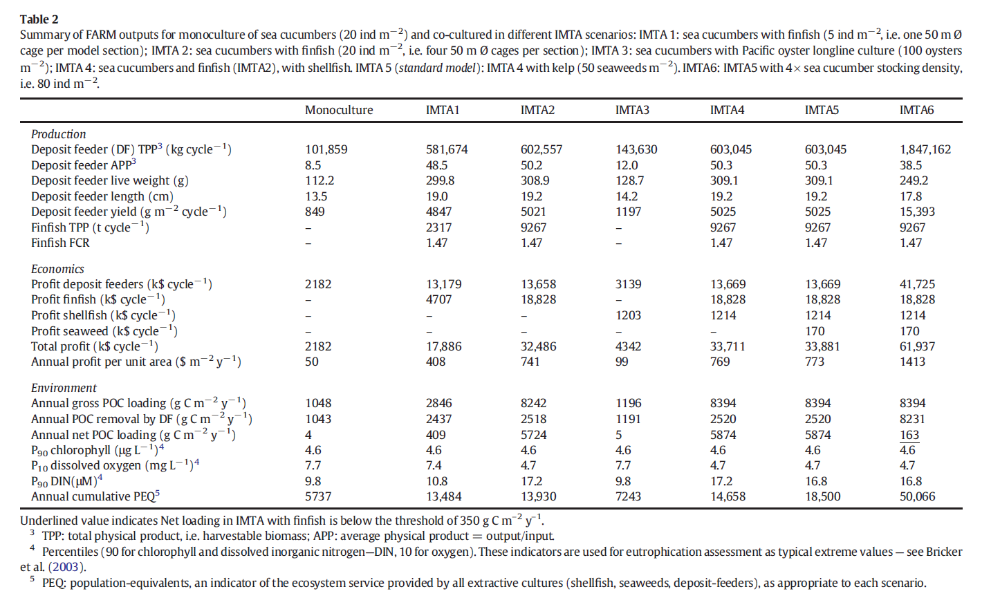 Table 2
Summary of FARM outputs for monoculture of sea cucumbers (20 ind m−2) and co-cultured in different IMTA scenarios: IMTA 1: sea cucumbers with finfish (5 ind m−2, i.e. one 50 m Ø
cage per model section); IMTA 2: sea cucumbers with finfish (20 ind m−2, i.e. four 50 m Ø cages per section); IMTA 3: sea cucumbers with Pacific oyster longline culture (100 oysters
m−2); IMTA 4: sea cucumbers and finfish (IMTA2), with shellfish. IMTA 5 (standard model): IMTA 4 with kelp (50 seaweeds m−2). IMTA6: IMTA5 with 4× sea cucumber stocking density,
i.e. 80 ind m−2.
Monoculture IMTA1 IMTA2 IMTA3 IMTA4 IMTA5 IMTA6
Production
Deposit feeder (DF) TPP3 (kg cycle−1) 101,859 581,674 602,557 143,630 603,045 603,045 1,847,162
Deposit feeder APP3 8.5 48.5 50.2 12.0 50.3 50.3 38.5
Deposit feeder live weight (g) 112.2 299.8 308.9 128.7 309.1 309.1 249.2
Deposit feeder length (cm) 13.5 19.0 19.2 14.2 19.2 19.2 17.8
Deposit feeder yield (g m−2 cycle−1) 849 4847 5021 1197 5025 5025 15,393
Finfish TPP (t cycle−1) – 2317 9267 – 9267 9267 9267
Finfish FCR – 1.47 1.47 – 1.47 1.47 1.47
Economics
Profit deposit feeders (k$ cycle−1) 2182 13,179 13,658 3139 13,669 13,669 41,725
Profit finfish (k$ cycle−1) – 4707 18,828 – 18,828 18,828 18,828
Profit shellfish (k$ cycle−1) – – – 1203 1214 1214 1214
Profit seaweed (k$ cycle−1) – – – – – 170 170
Total profit (k$ cycle−1) 2182 17,886 32,486 4342 33,711 33,881 61,937
Annual profit per unit area ($ m−2 y−1) 50 408 741 99 769 773 1413
Environment
Annual gross POC loading (g C m−2 y−1) 1048 2846 8242 1196 8394 8394 8394
Annual POC removal by DF (g C m−2 y−1) 1043 2437 2518 1191 2520 2520 8231
Annual net POC loading (g C m−2 y−1) 4 409 5724 5 5874 5874 163
P90 chlorophyll (μg L−1)4 4.6 4.6 4.6 4.6 4.6 4.6 4.6
P10 dissolved oxygen (mg L−1)4 7.7 7.4 4.7 7.7 4.7 4.7 4.7
P90 DIN(μM)4 9.8 10.8 17.2 9.8 17.2 16.8 16.8
Annual cumulative PEQ5 5737 13,484 13,930 7243 14,658 18,500 50,066
Underlined value indicates Net loading in IMTA with finfish is below the threshold of 350 g C m−2 y−1.
3 TPP: total physical product, i.e. harvestable biomass; APP: average physical product = output/input.
4 Percentiles (90 for chlorophyll and dissolved inorganic nitrogen—DIN, 10 for oxygen). These indicators are used for eutrophication assessment as typical extreme values — see Bricker
et al. (2003).
5 PEQ: population-equivalents, an indicator of the ecosystem service provided by all extractive cultures (shellfish, seaweeds, deposit-feeders), as appropriate to each scenario.